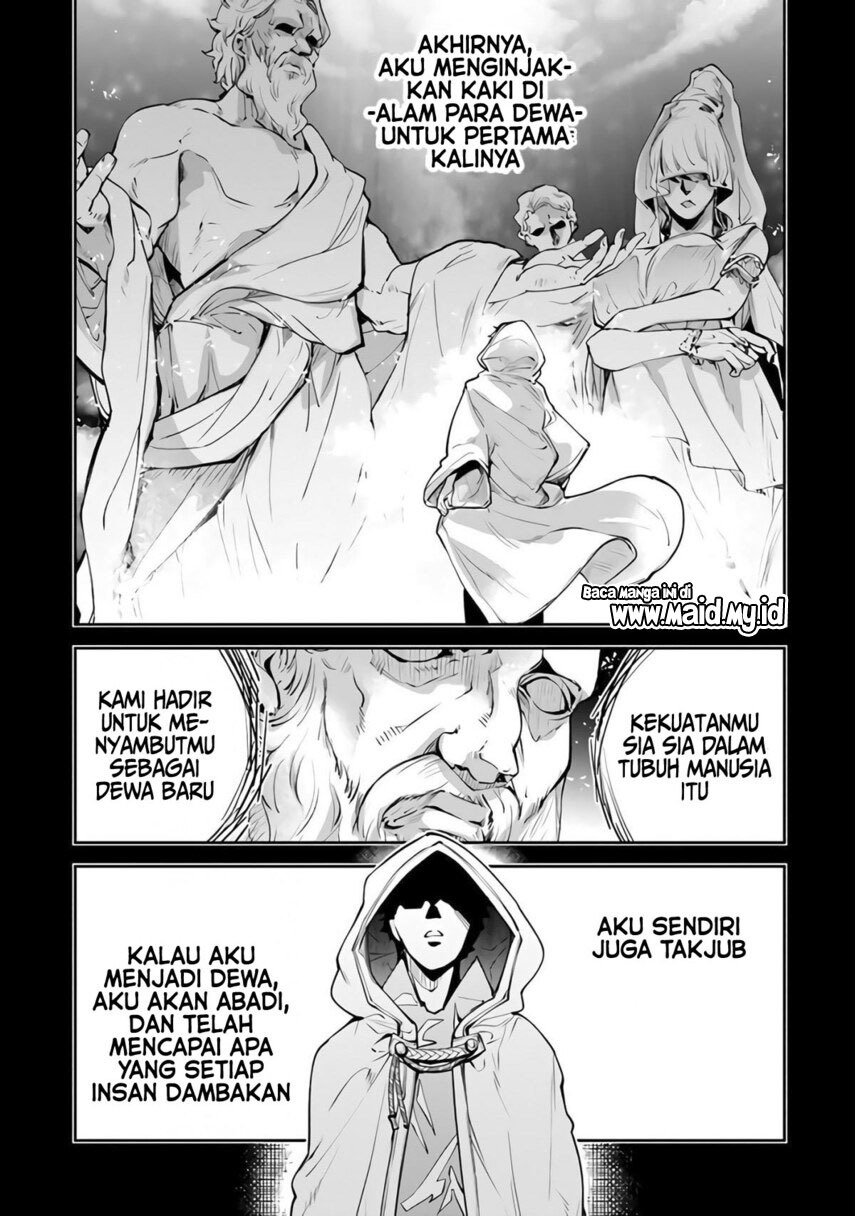 AKHIRNYA,
AKU MENGINJAK-
KAN KAKI DI
-ALAM PARA DEWA-
UNTUK PERTAMA
KALINYA
Baca Manga ini di
www.Maid.My.id
KEKUATANMU
SIA SIA DALAM
TUBUH MANUSIA
ITU
KAMI HADIR
UNTUK ME-
NYAMBUTMU
SEBAGAI
DEWA BARU
AKU SENDIRI
JUGA TAKJUB
KALAU AKU
MENJADI DEWA,
AKU AKAN ABADI,
DAN TELAH
MENCAPAI APA
YANG SETIAP
INSAN DAMBAKAN